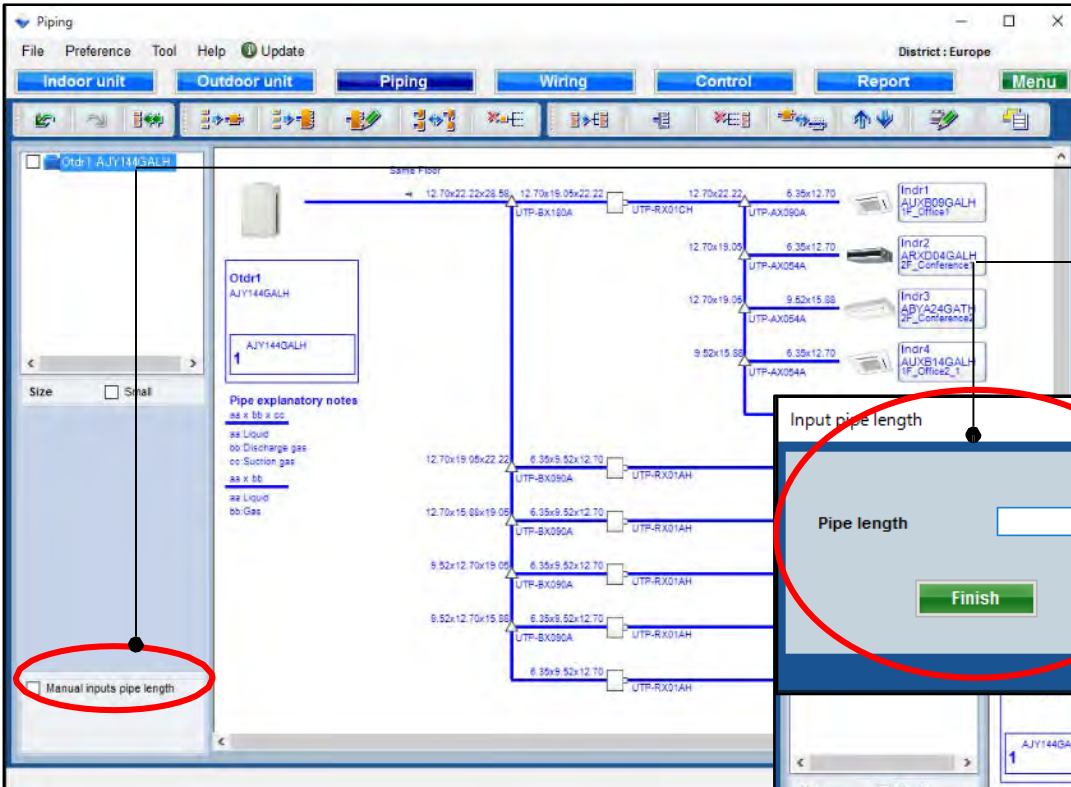 Piping
File Preference Tool Help Update
District : Europe
Indoor unit Outdoor unit Piping Wiring Control Report Menu
Otdr1 AJY144GALH
Same Floor
12.70x22.22x28.58 12.70x19.05x22.22 12.70x22.22 6.35x12.70
UTP-BX180A UTP-RX01CH UTP-AX090A
Indr1
AUXB09GALH
1F_Office1
12.70x19.05 6.35x12.70
UTP-AX054A
Indr2
ARXD04GALH
2F_Conference1
12.70x19.05 9.52x15.88
UTP-AX054A
Indr3
ABYA24GATH
2F_Conference2
9.52x15.88 6.35x12.70
UTP-AX054A
Indr4
AUXB14GALH
1F_Office2_1
Otdr1
AJY144GALH
AJY144GALH
1
Size Small
Pipe explanatory notes
aa x bb x cc
aa:Liquid
bb:Discharge gas
cc:Suction gas
aa x bb
aa:Liquid
bb:Gas
12.70x19.05x22.22 6.35x9.52x12.70
UTP-BX090A UTP-RX01AH
12.70x15.88x19.05 6.35x9.52x12.70
UTP-BX090A UTP-RX01AH
9.52x12.70x19.05 6.35x9.52x12.70
UTP-BX090A UTP-RX01AH
9.52x12.70x15.88 6.35x9.52x12.70
UTP-BX090A UTP-RX01AH
6.35x9.52x12.70
UTP-RX01AH
Manual inputs pipe length
Input pipe length
Pipe length
Finish
AJY144GA
1